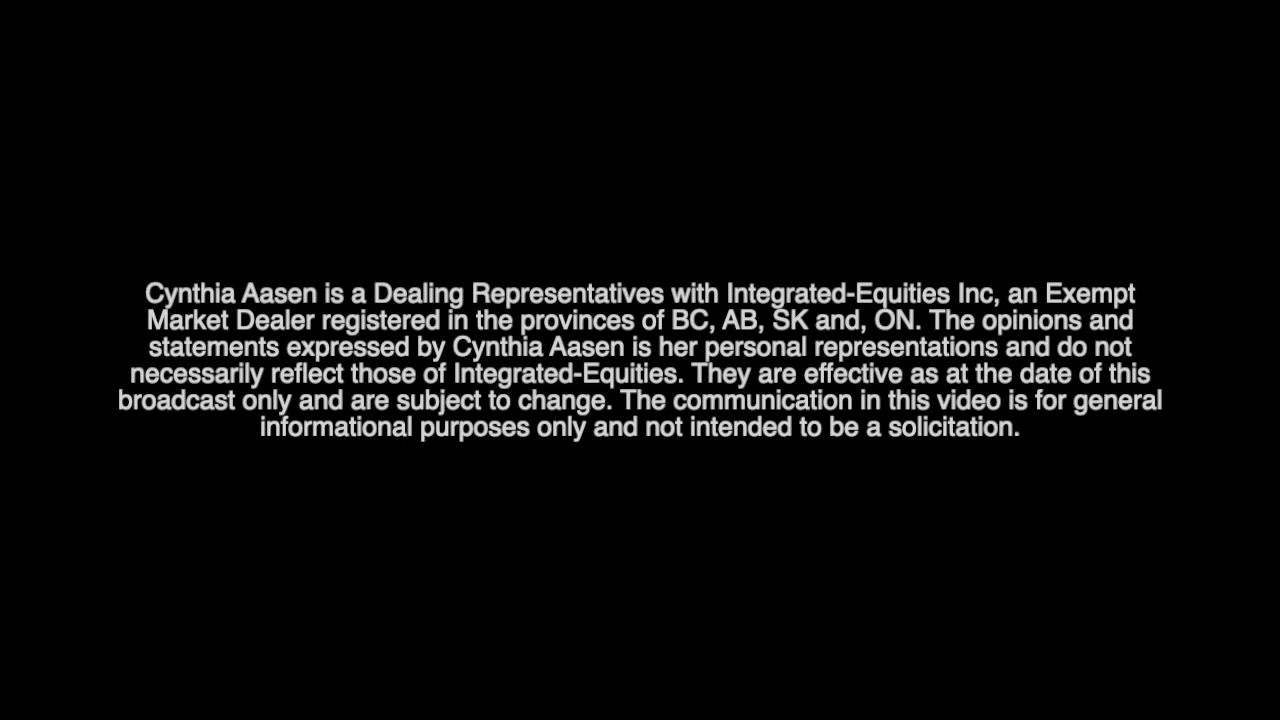 Cynthia Aasen is a Dealing Representatives with Integrated-Equities Inc, an Exempt
Market Dealer registered in the provinces of BC, AB, SK and, ON. The opinions and
statements expressed by Cynthia Aasen is her personal representations and do not
necessarily reflect those of Integrated-Equities. They are effective as at the date of this
broadcast only and are subject to change. The communication in this video is for general
informational purposes only and not intended to be a solicitation.